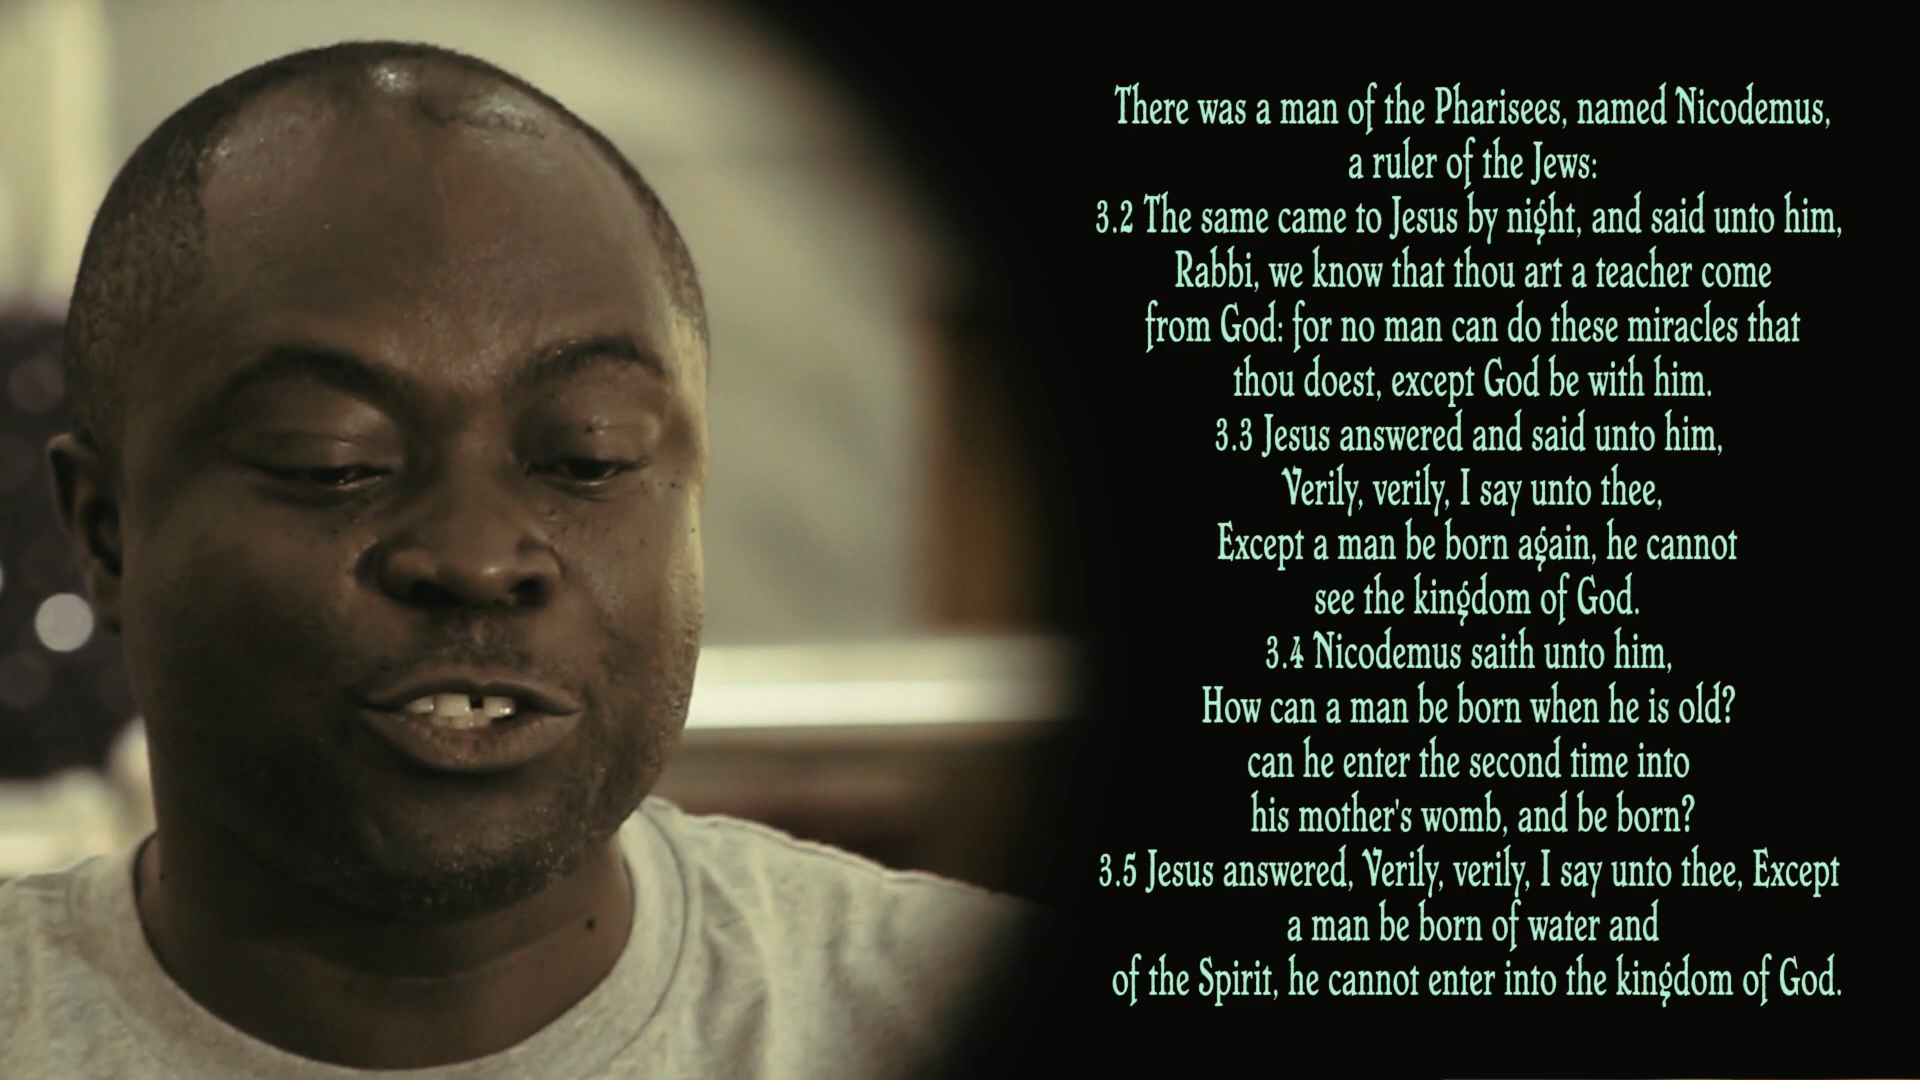 There was a man of the Pharisees, named Nicodemus,
a ruler of the Jews:
3.2 The same came to Jesus by night, and said unto him,
Rabbi, we know that thou art a teacher come
from God: for no man can do these miracles that
thou doest, except God be with him.
3.3 Jesus answered and said unto him,
Verily, verily, I say unto thee,
Except a man be born again, he cannot
see the kingdom of God.
3.4 Nicodemus saith unto him,
How can a man be born when he is old?
can he enter the second time into
his mother's womb, and be born?
3.5 Jesus answered, Verily, verily, I say unto thee, Except
a man be born of water and
of the Spirit, he cannot enter into the kingdom of God.